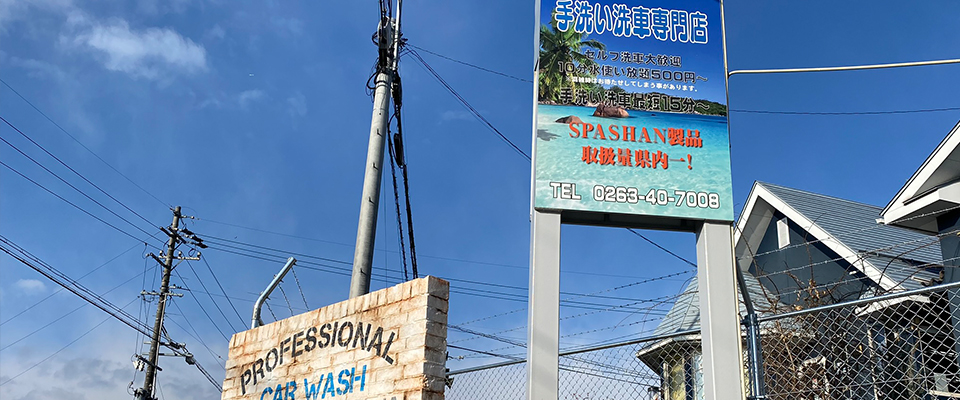 手洗い洗車専門店
セルフ洗車大歓迎
10分水使い放題500円〜
手洗い洗車最短15分〜
SPASHAN製品
取扱量県内一!
TEL 0263-40-7008
PROFESSIONAL
CAR WASH